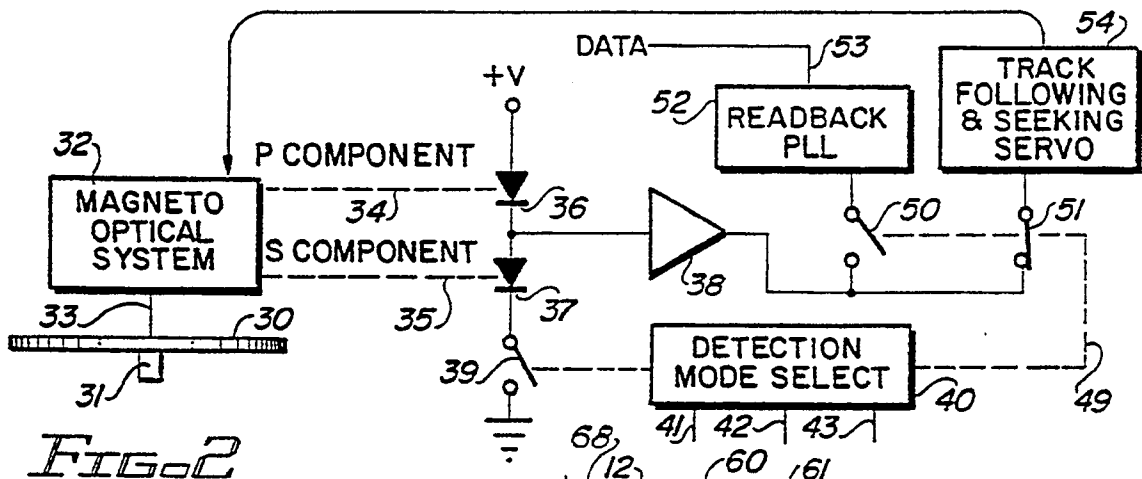 54
DATA
53
TRACK
FOLLOWING
& SEEKING
SERVO
+V
52
READBACK
PLL
32
P COMPONENT
MAGNETO
OPTICAL
SYSTEM
34
36
50
51
S COMPONENT
35
37
38
33
30
31
39
DETECTION
MODE SELECT
40
49
41
42
43
FIG. 2
68
12
60
61